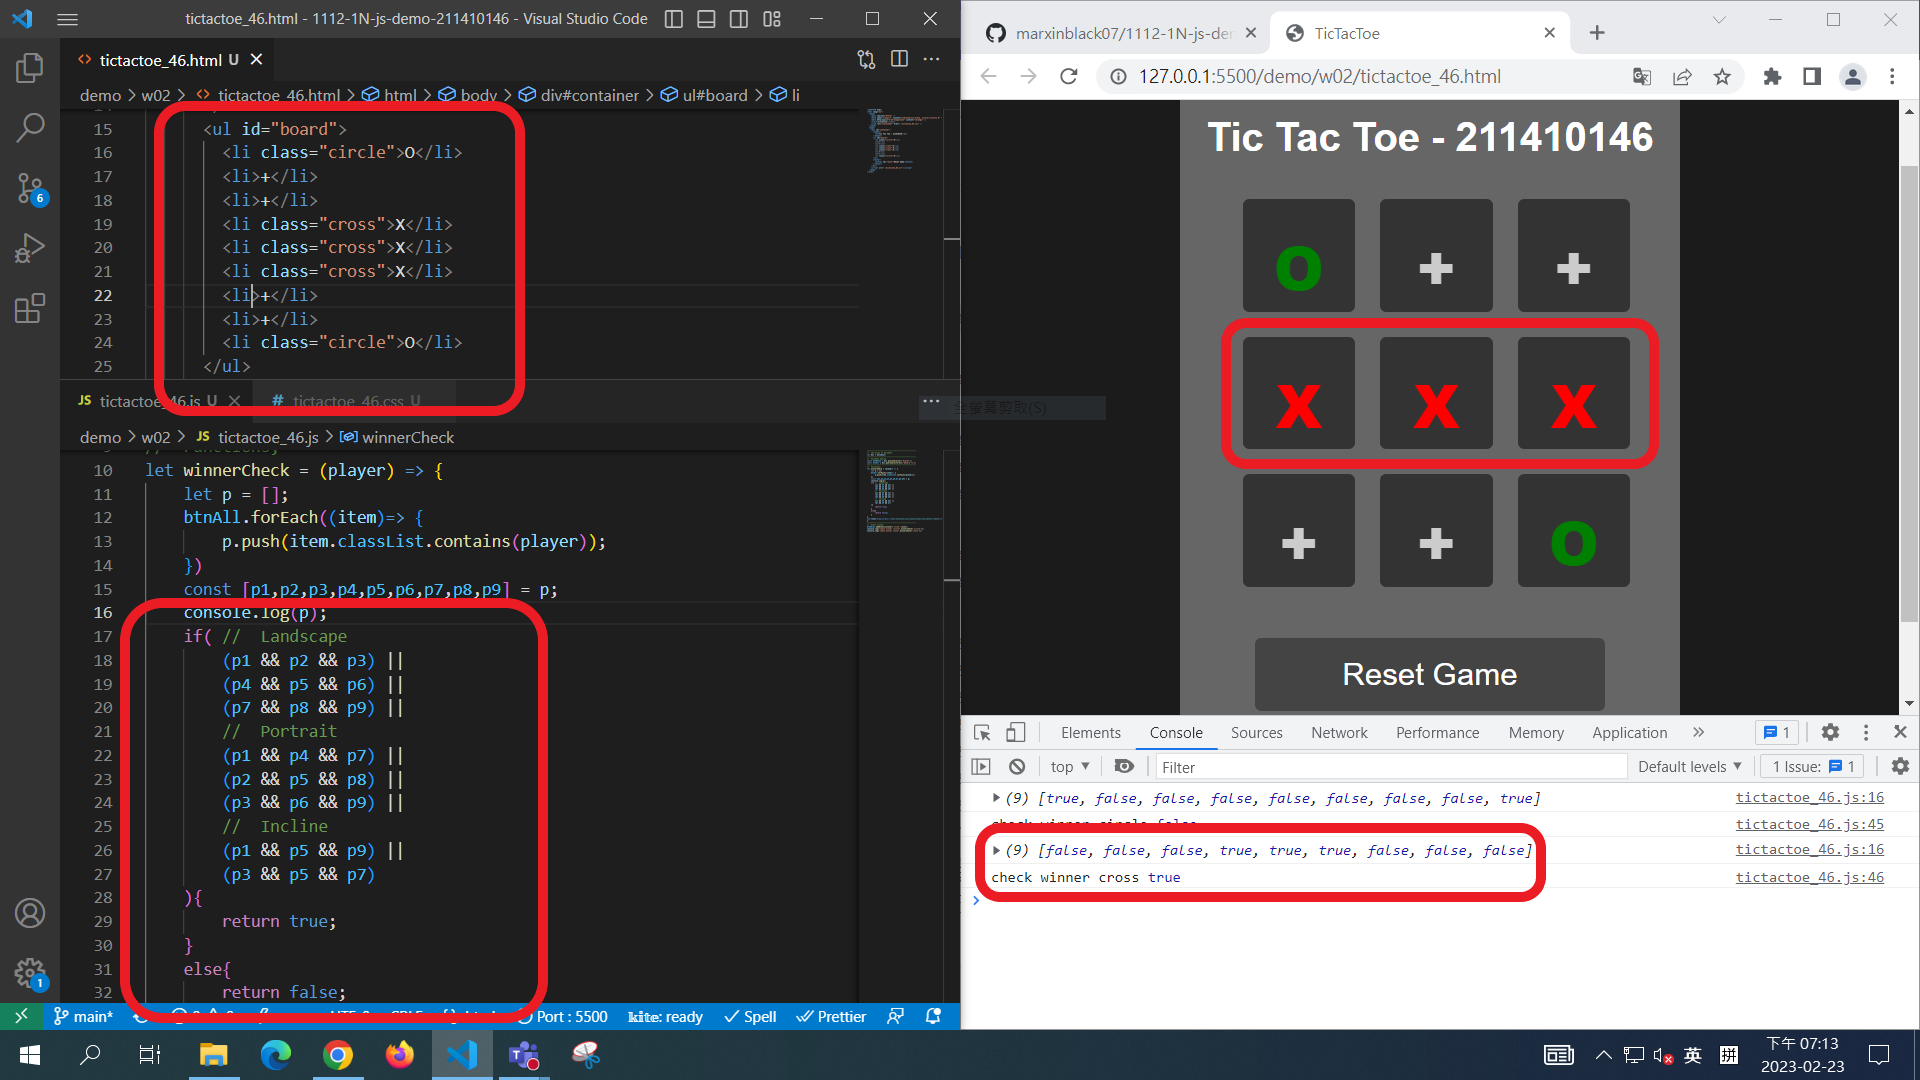 tictactoe_46.html - 1112-1N-js-demo-211410146 - Visual Studio Code
tictactoe_46.html U
demo > w02 > tictactoe_46.html > html > body > div#container > ul#board > li
15 <ul id="board">
16 <li class="circle">O</li>
17 <li>+</li>
18 <li>+</li>
19 <li class="cross">X</li>
20 <li class="cross">X</li>
21 <li class="cross">X</li>
22 <li>+</li>
23 <li>+</li>
24 <li class="circle">O</li>
25 </ul>
JS tictactoe_46.js U # tictactoe_46.css U
全螢幕剪取(S)
demo > w02 > JS tictactoe_46.js > winnerCheck
10 let winnerCheck = (player) => {
11 let p = [];
12 btnAll.forEach((item)=> {
13 p.push(item.classList.contains(player));
14 })
15 const [p1,p2,p3,p4,p5,p6,p7,p8,p9] = p;
16 console.log(p);
17 if( // Landscape
18 (p1 && p2 && p3) ||
19 (p4 && p5 && p6) ||
20 (p7 && p8 && p9) ||
21 // Portrait
22 (p1 && p4 && p7) ||
23 (p2 && p5 && p8) ||
24 (p3 && p6 && p9) ||
25 // Incline
26 (p1 && p5 && p9) ||
27 (p3 && p5 && p7)
28 ){
29 return true;
30 }
31 else{
32 return false;
main* Port : 5500 kite: ready Spell Prettier
6
1
marxinblack07/1112-1N-js-de
TicTacToe
127.0.0.1:5500/demo/w02/tictactoe_46.html
Tic Tac Toe - 211410146
O + +
X X X
+ + O
Reset Game
Elements Console Sources Network Performance Memory Application » 1
top Filter Default levels 1 Issue: 1
(9) [true, false, false, false, false, false, false, false, true] tictactoe_46.js:16
check winner circle false tictactoe_46.js:45
(9) [false, false, false, true, true, true, false, false, false] tictactoe_46.js:16
check winner cross true tictactoe_46.js:46
英 拼
下午 07:13
2023-02-23